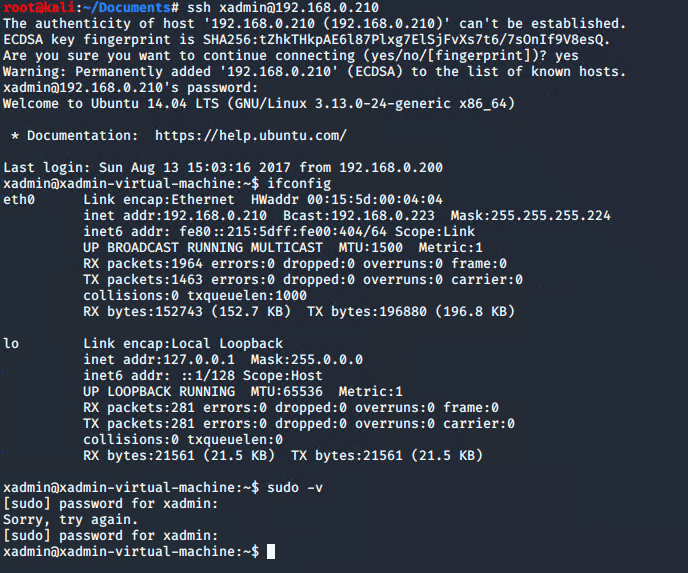 root@kali:~/Documents# ssh xadmin@192.168.0.210
The authenticity of host '192.168.0.210 (192.168.0.210)' can't be established.
ECDSA key fingerprint is SHA256:tZhkTHkpAE6l87Plxg7ElSjFvXs7t6/7sOnIf9V8esQ.
Are you sure you want to continue connecting (yes/no/[fingerprint])? yes
Warning: Permanently added '192.168.0.210' (ECDSA) to the list of known hosts.
xadmin@192.168.0.210's password:
Welcome to Ubuntu 14.04 LTS (GNU/Linux 3.13.0-24-generic x86_64)

 * Documentation:  https://help.ubuntu.com/

Last login: Sun Aug 13 15:03:16 2017 from 192.168.0.200
xadmin@xadmin-virtual-machine:~$ ifconfig
eth0      Link encap:Ethernet  HWaddr 00:15:5d:00:04:04
          inet addr:192.168.0.210  Bcast:192.168.0.223  Mask:255.255.255.224
          inet6 addr: fe80::215:5dff:fe00:404/64 Scope:Link
          UP BROADCAST RUNNING MULTICAST  MTU:1500  Metric:1
          RX packets:1964 errors:0 dropped:0 overruns:0 frame:0
          TX packets:1463 errors:0 dropped:0 overruns:0 carrier:0
          collisions:0 txqueuelen:1000
          RX bytes:152743 (152.7 KB)  TX bytes:196880 (196.8 KB)

lo        Link encap:Local Loopback
          inet addr:127.0.0.1  Mask:255.0.0.0
          inet6 addr: ::1/128 Scope:Host
          UP LOOPBACK RUNNING  MTU:65536  Metric:1
          RX packets:281 errors:0 dropped:0 overruns:0 frame:0
          TX packets:281 errors:0 dropped:0 overruns:0 carrier:0
          collisions:0 txqueuelen:0
          RX bytes:21561 (21.5 KB)  TX bytes:21561 (21.5 KB)

xadmin@xadmin-virtual-machine:~$ sudo -v
[sudo] password for xadmin:
Sorry, try again.
[sudo] password for xadmin:
xadmin@xadmin-virtual-machine:~$